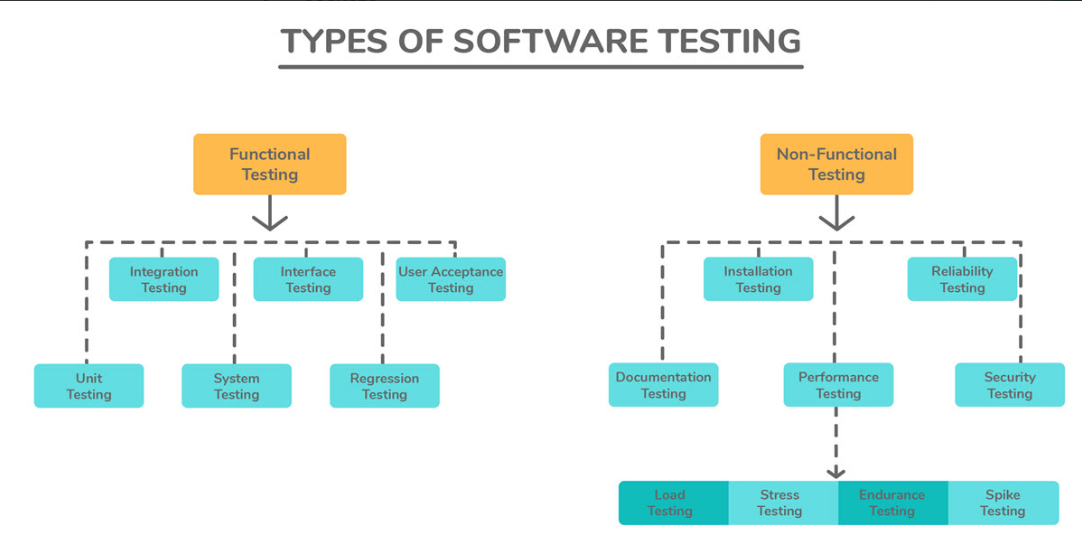 TYPES OF SOFTWARE TESTING
Functional
Testing
Non-Functional
Testing
Integration
Testing
Interface
Testing
User Acceptance
Testing
Installation
Testing
Reliability
Testing
Unit
Testing
System
Testing
Regression
Testing
Documentation
Testing
Performance
Testing
Security
Testing
Load
Testing
Stress
Testing
Endurance
Testing
Spike
Testing